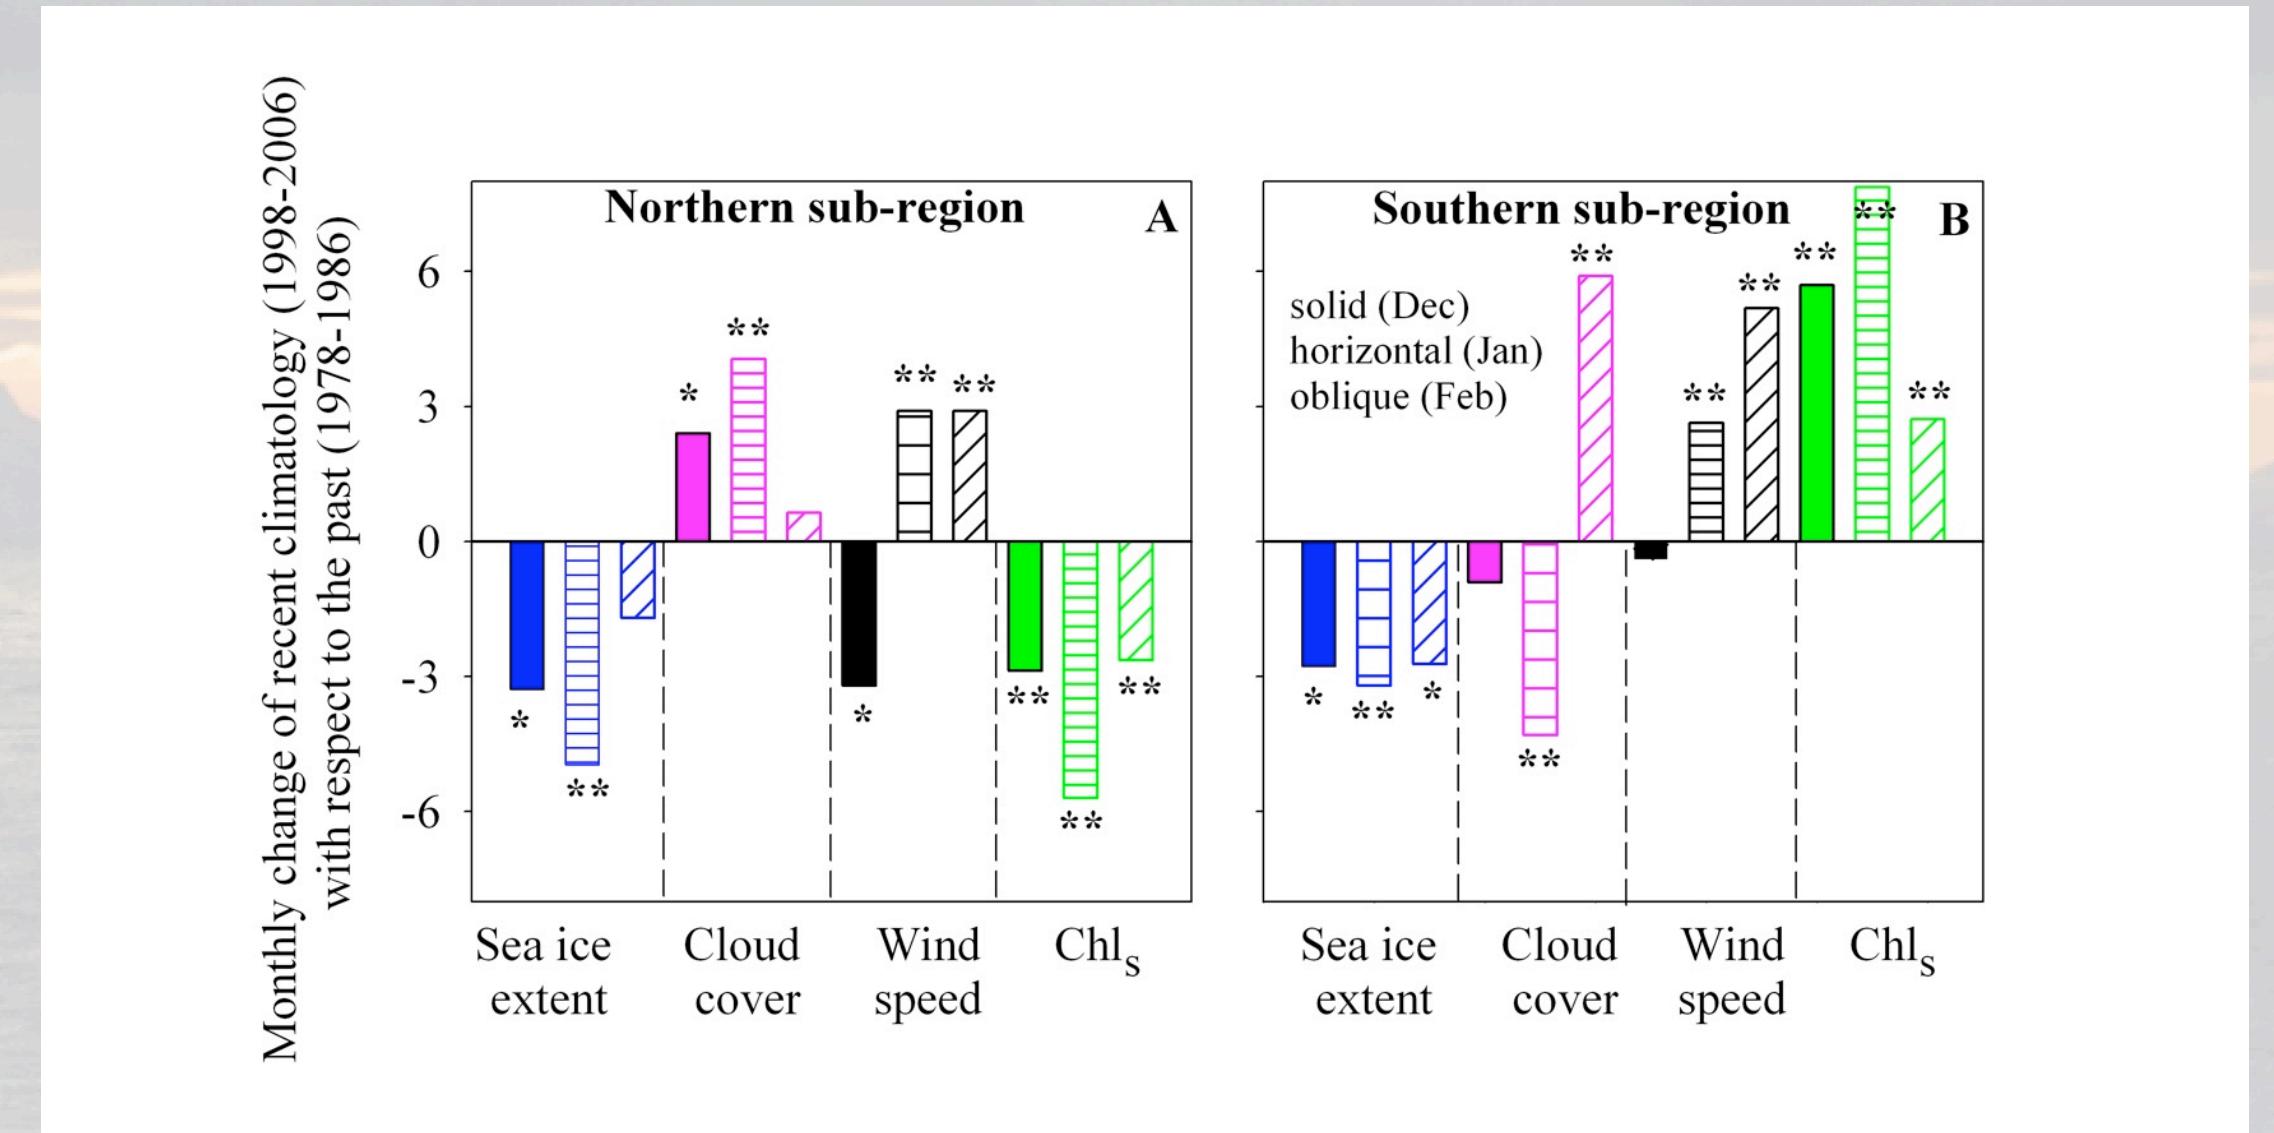 Monthly change of recent climatology (1998-2006)
with respect to the past (1978-1986)
Northern sub-region
A
6
3
0
-3
-6
*
**
*
**
*
**
**
**
**
**
Sea ice
extent
Cloud
cover
Wind
speed
Chls
Southern sub-region
B
solid (Dec)
horizontal (Jan)
oblique (Feb)
*
**
*
**
**
**
**
**
**
**
Sea ice
extent
Cloud
cover
Wind
speed
Chls